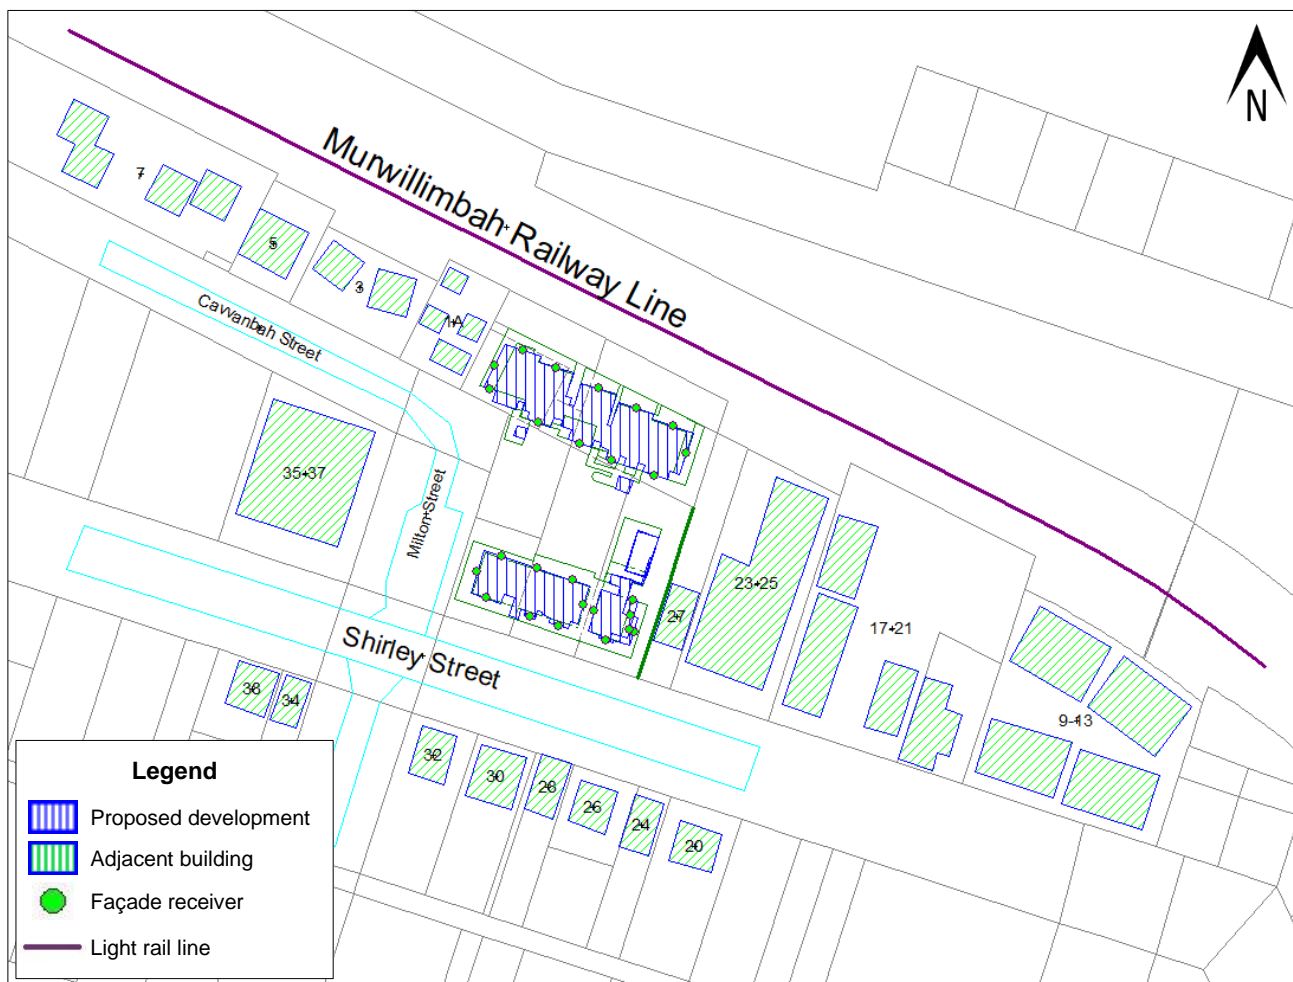 N
Murwillimbah Railway Line
7
5
3
1A
Cavvanbah Street
35-37
Milton Street
23-25
27
17-21
Shirley Street
9-13
38
34
32
30
28
26
24
20
Legend
Proposed development
Adjacent building
Façade receiver
Light rail line